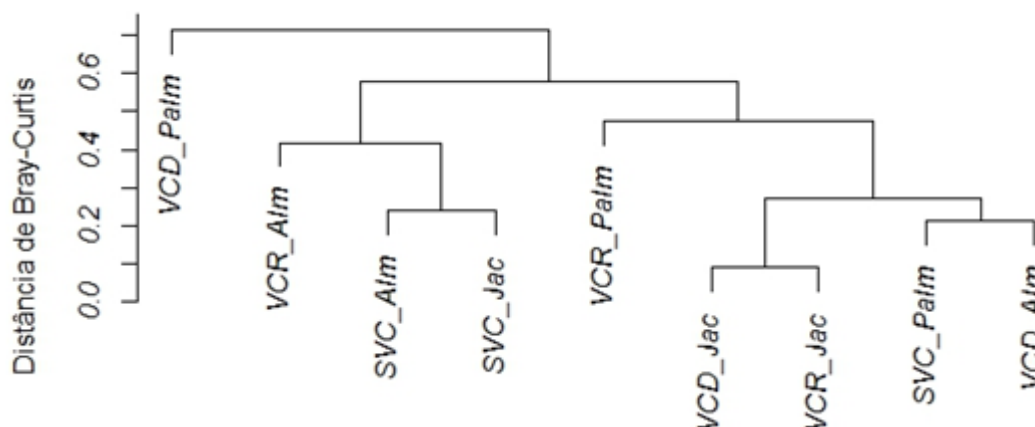 Distância de Bray-Curtis
0.6
0.4
0.2
0.0
VCD_Palm
VCR_Alm
SVC_Alm
SVC_Jac
VCR_Palm
VCD_Jac
VCR_Jac
SVC_Palm
VCD_Alm